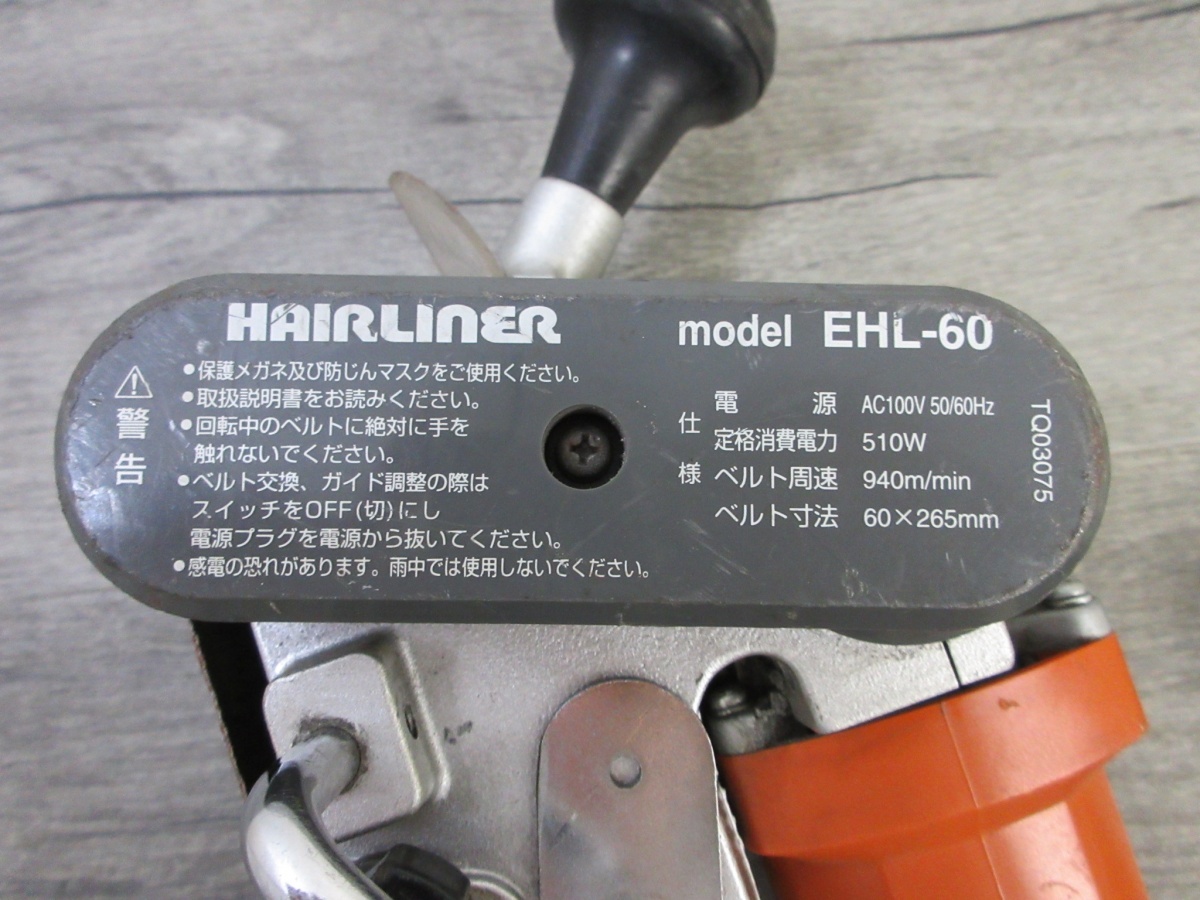 HAIRLINER
警告
●保護メガネ及び防じんマスクをご使用ください。
●取扱説明書をお読みください。
●回転中のベルトに絶対に手を
触れないでください。
●ベルト交換、ガイド調整の際は
スイッチをOFF(切)にし
電源プラグを電源から抜いてください。
●感電の恐れがあります。雨中では使用しないでください。
model EHL-60
仕様
電源 AC100V 50/60Hz
定格消費電力 510W
ベルト周速 940m/min
ベルト寸法 60×265mm
TQ03075